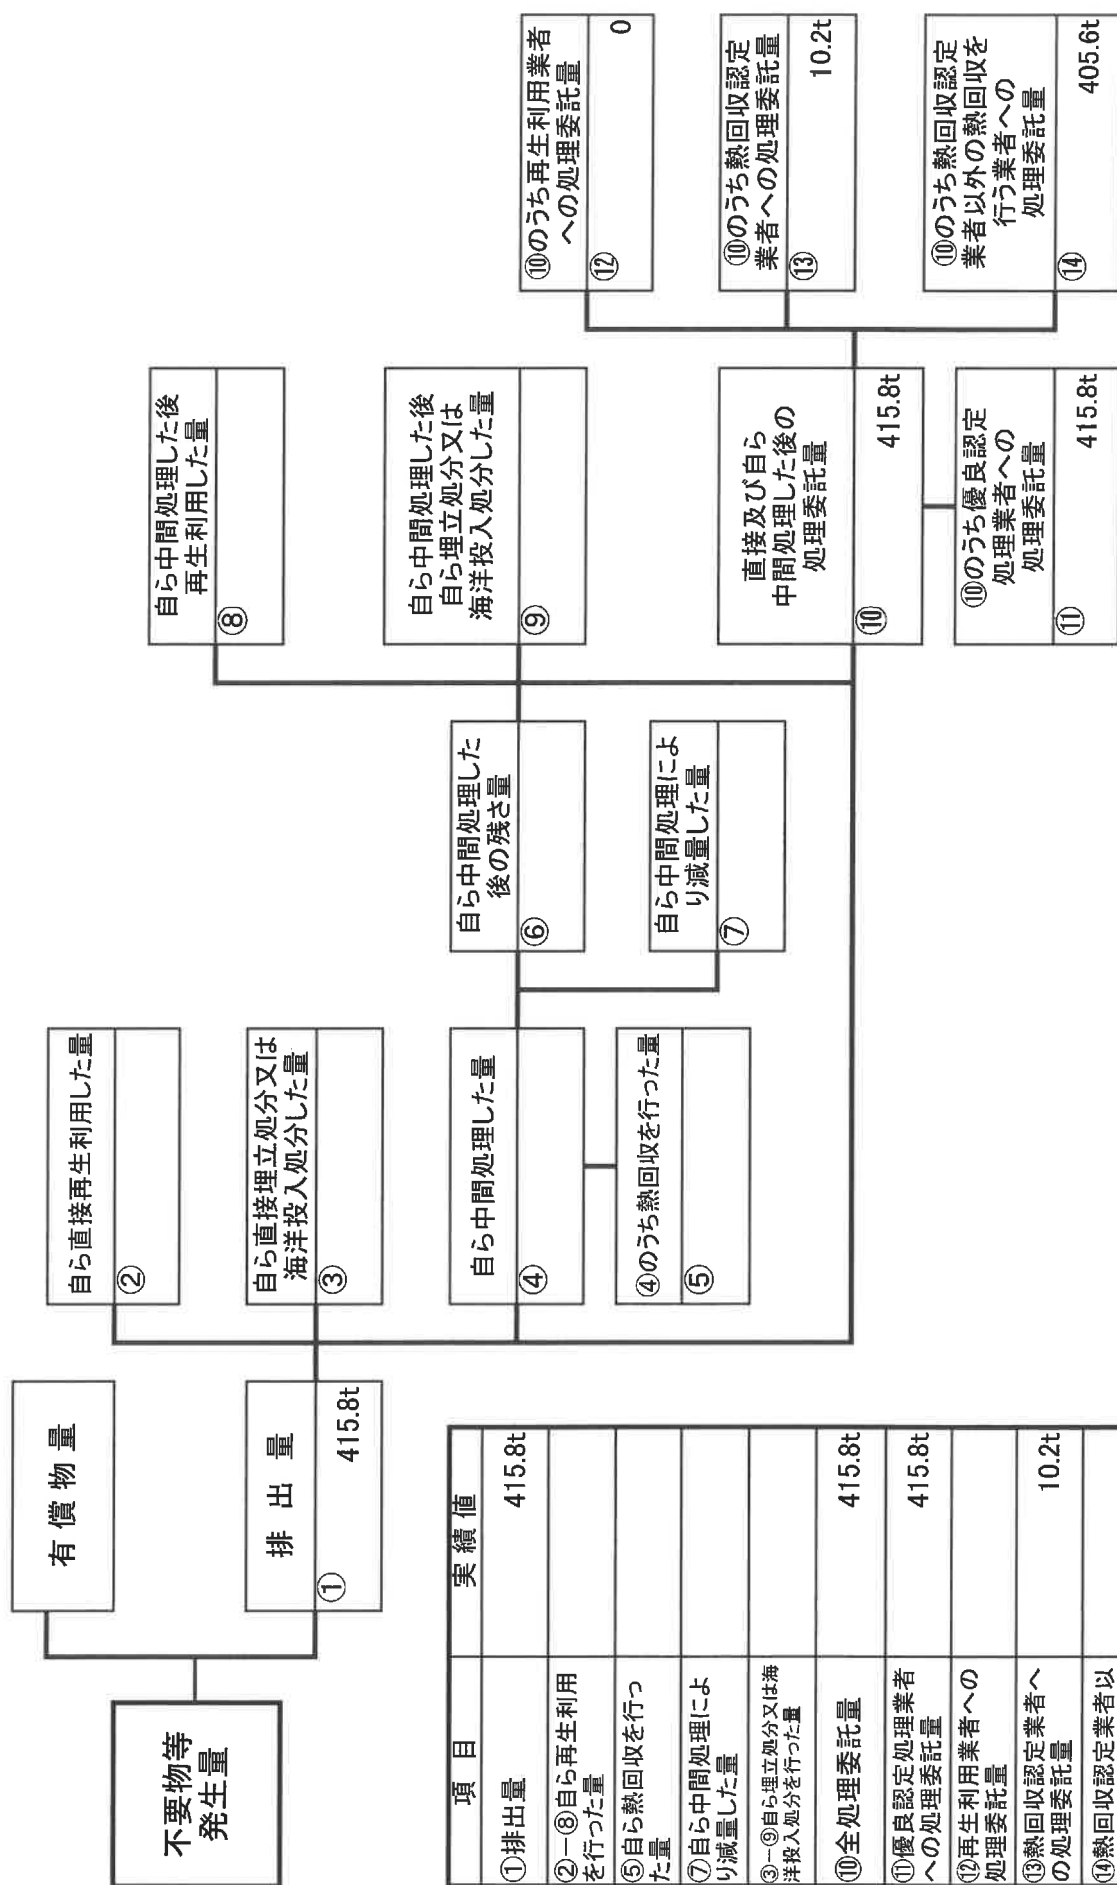 不要物等
発生量
有 償 物 量
排 出 量
①
415.8t
自ら直接再生利用した量
②
自ら直接埋立処分又は
海洋投入処分した量
③
自ら中間処理した量
④
④のうち熱回収を行った量
⑤
自ら中間処理した
後の残さ量
⑥
自ら中間処理によ
り減量した量
⑦
自ら中間処理した後
再生利用した量
⑧
自ら中間処理した後
自ら埋立処分又は
海洋投入処分した量
⑨
直接及び自ら
中間処理した後の
処理委託量
⑩
415.8t
⑩のうち優良認定
処理業者への
処理委託量
⑪
415.8t
⑩のうち再生利用業者
への処理委託量
⑫
0
⑩のうち熱回収認定
業者への処理委託量
⑬
10.2t
⑩のうち熱回収認定
業者以外の熱回収を
行う業者への
処理委託量
⑭
405.6t
項 目
実 績 値
①排出量
415.8t
②－⑧自ら再生利用
を行った量
⑤自ら熱回収を行っ
た量
⑦自ら中間処理によ
り減量した量
③－⑨自ら埋立処分又は海
洋投入処分を行った量
⑩全処理委託量
415.8t
⑪優良認定処理業者
への処理委託量
415.8t
⑫再生利用業者への
処理委託量
⑬熱回収認定業者へ
の処理委託量
10.2t
⑭熱回収認定業者以